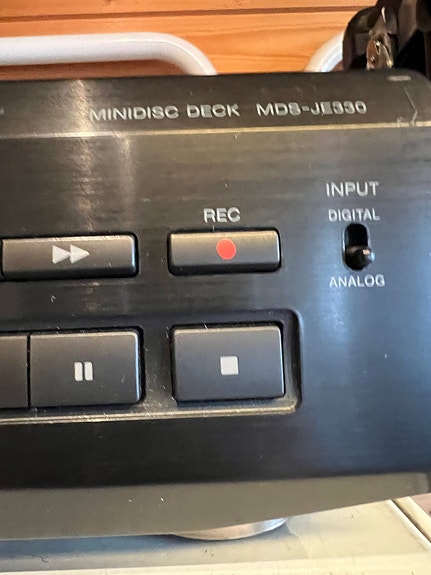 MINIDISC DECK MDS-JE330
INPUT
DIGITAL
REC
ANALOG